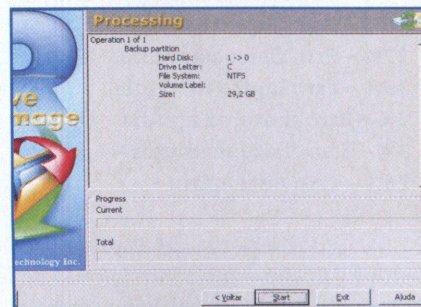 Processing
Operation 1 of 1
Backup partition
Hard Disk: 1 -> 0
Drive Letter: C
File System: NTFS
Volume Label:
Size: 29,2 GB
ve
mage
Progress
Current
Total
echnology Inc.
< Voltar
Start
Exit
Ajuda